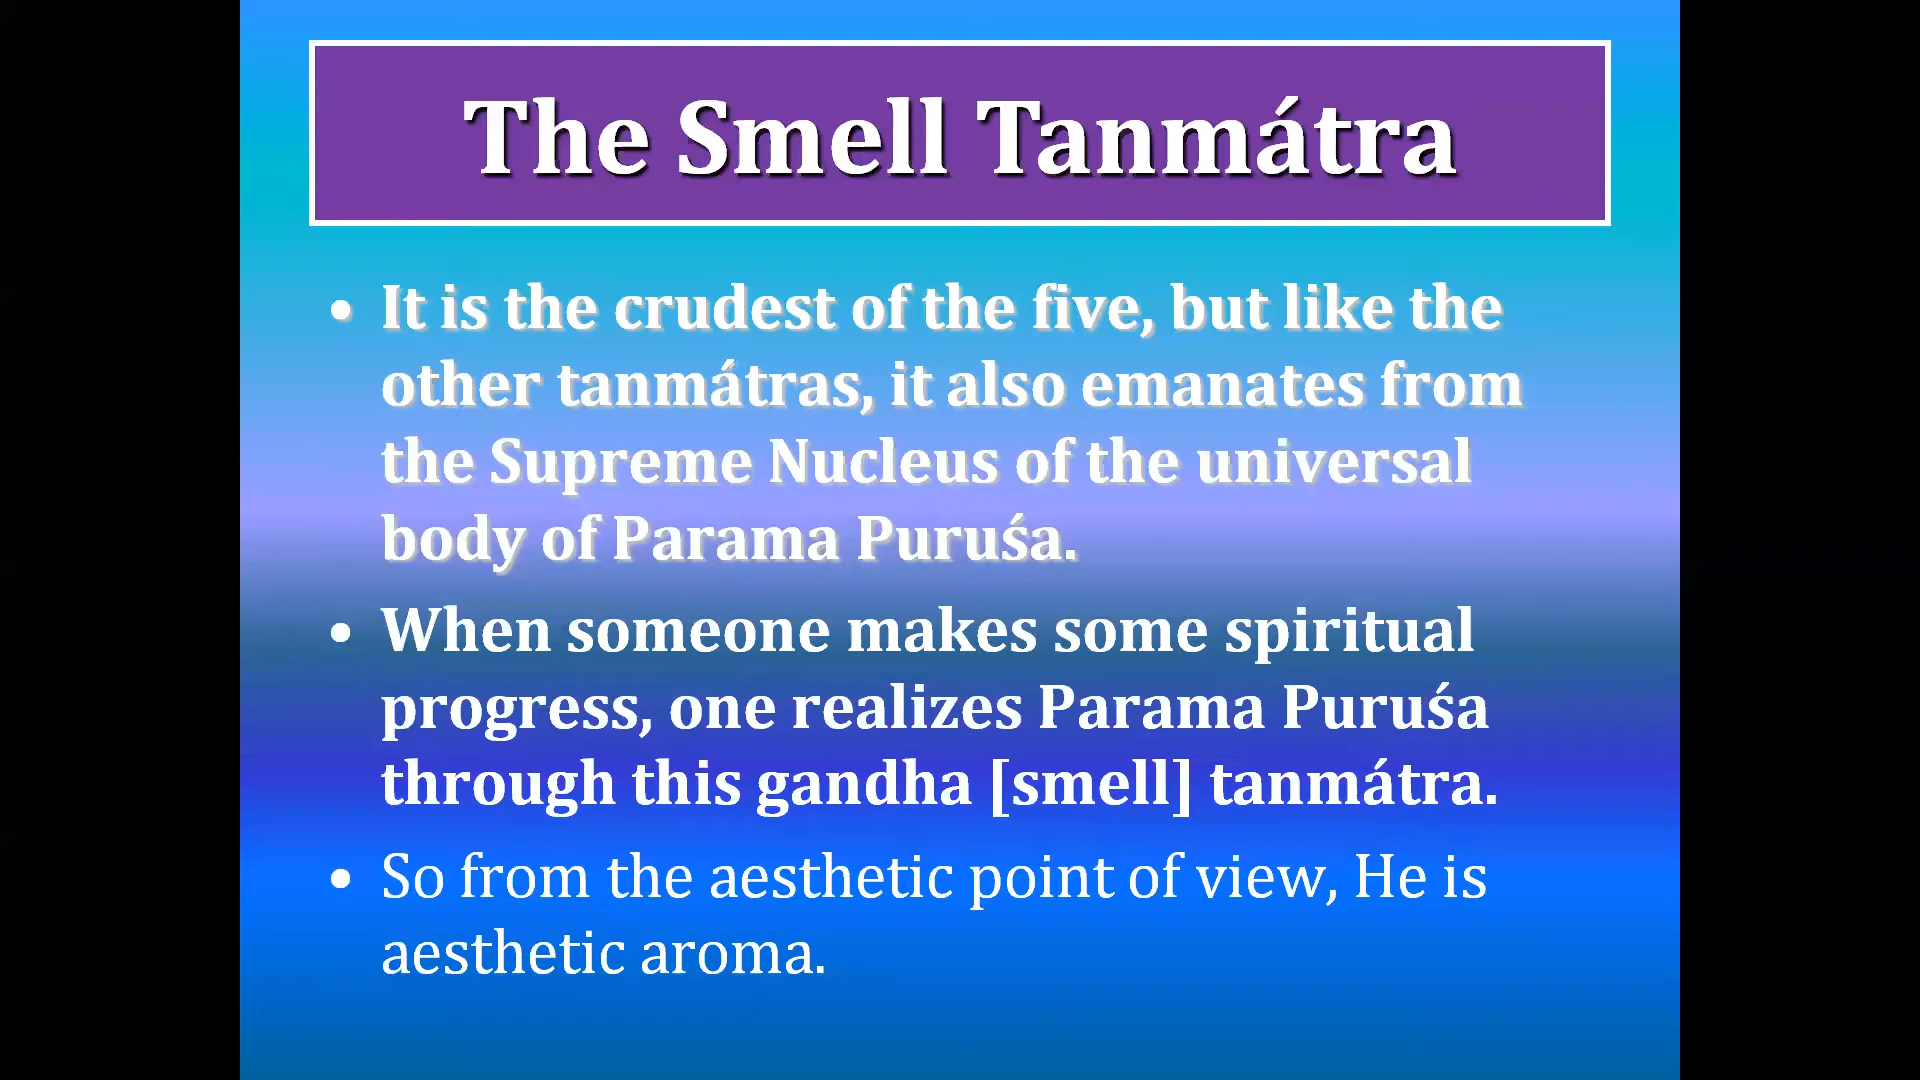 The Smell Tanmátra
• It is the crudest of the five, but like the
other tanmátras, it also emanates from
the Supreme Nucleus of the universal
body of Parama Puruśa.
• When someone makes some spiritual
progress, one realizes Parama Puruśa
through this gandha [smell] tanmátra.
• So from the aesthetic point of view, He is
aesthetic aroma.